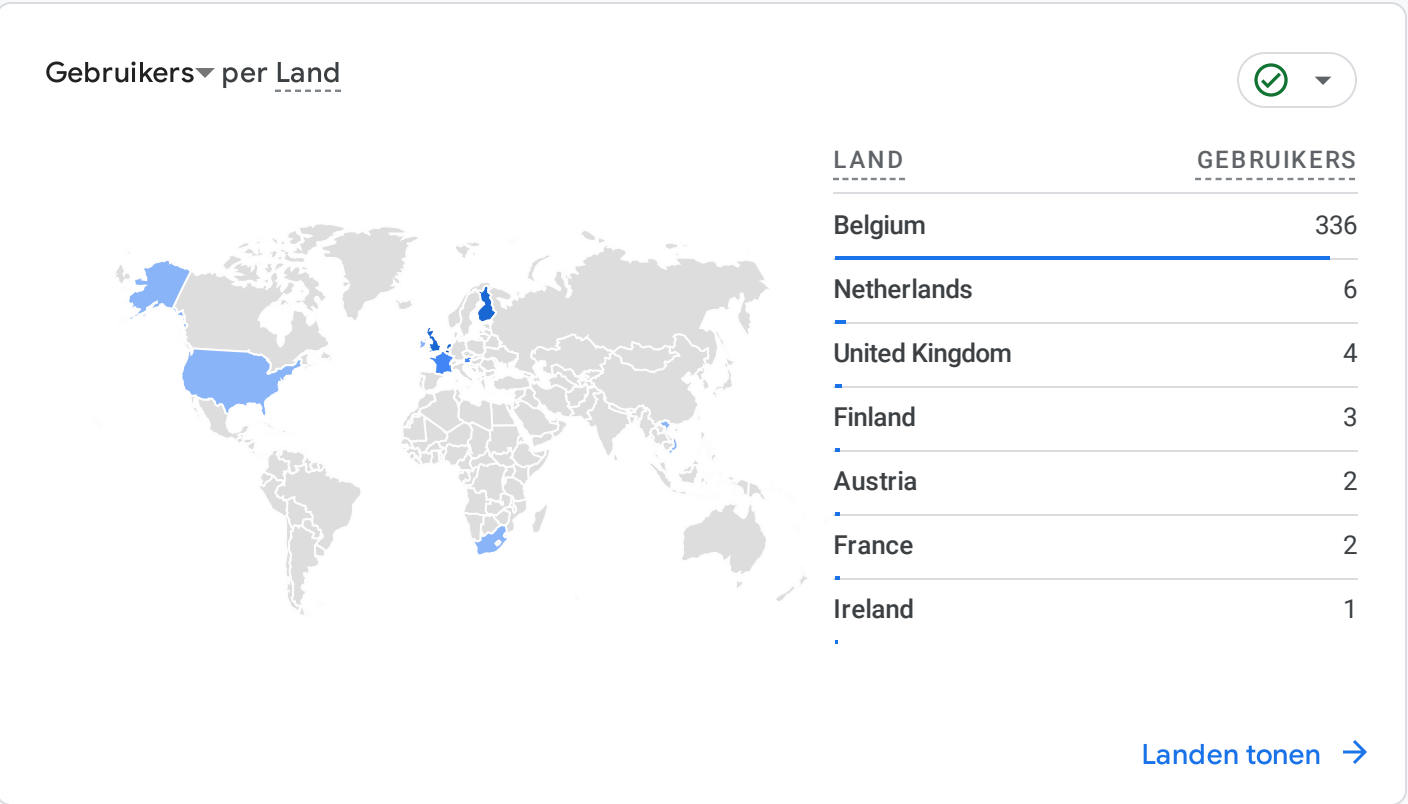 Gebruikers per Land
LAND GEBRUIKERS
Belgium 336
Netherlands 6
United Kingdom 4
Finland 3
Austria 2
France 2
Ireland 1
Landen tonen